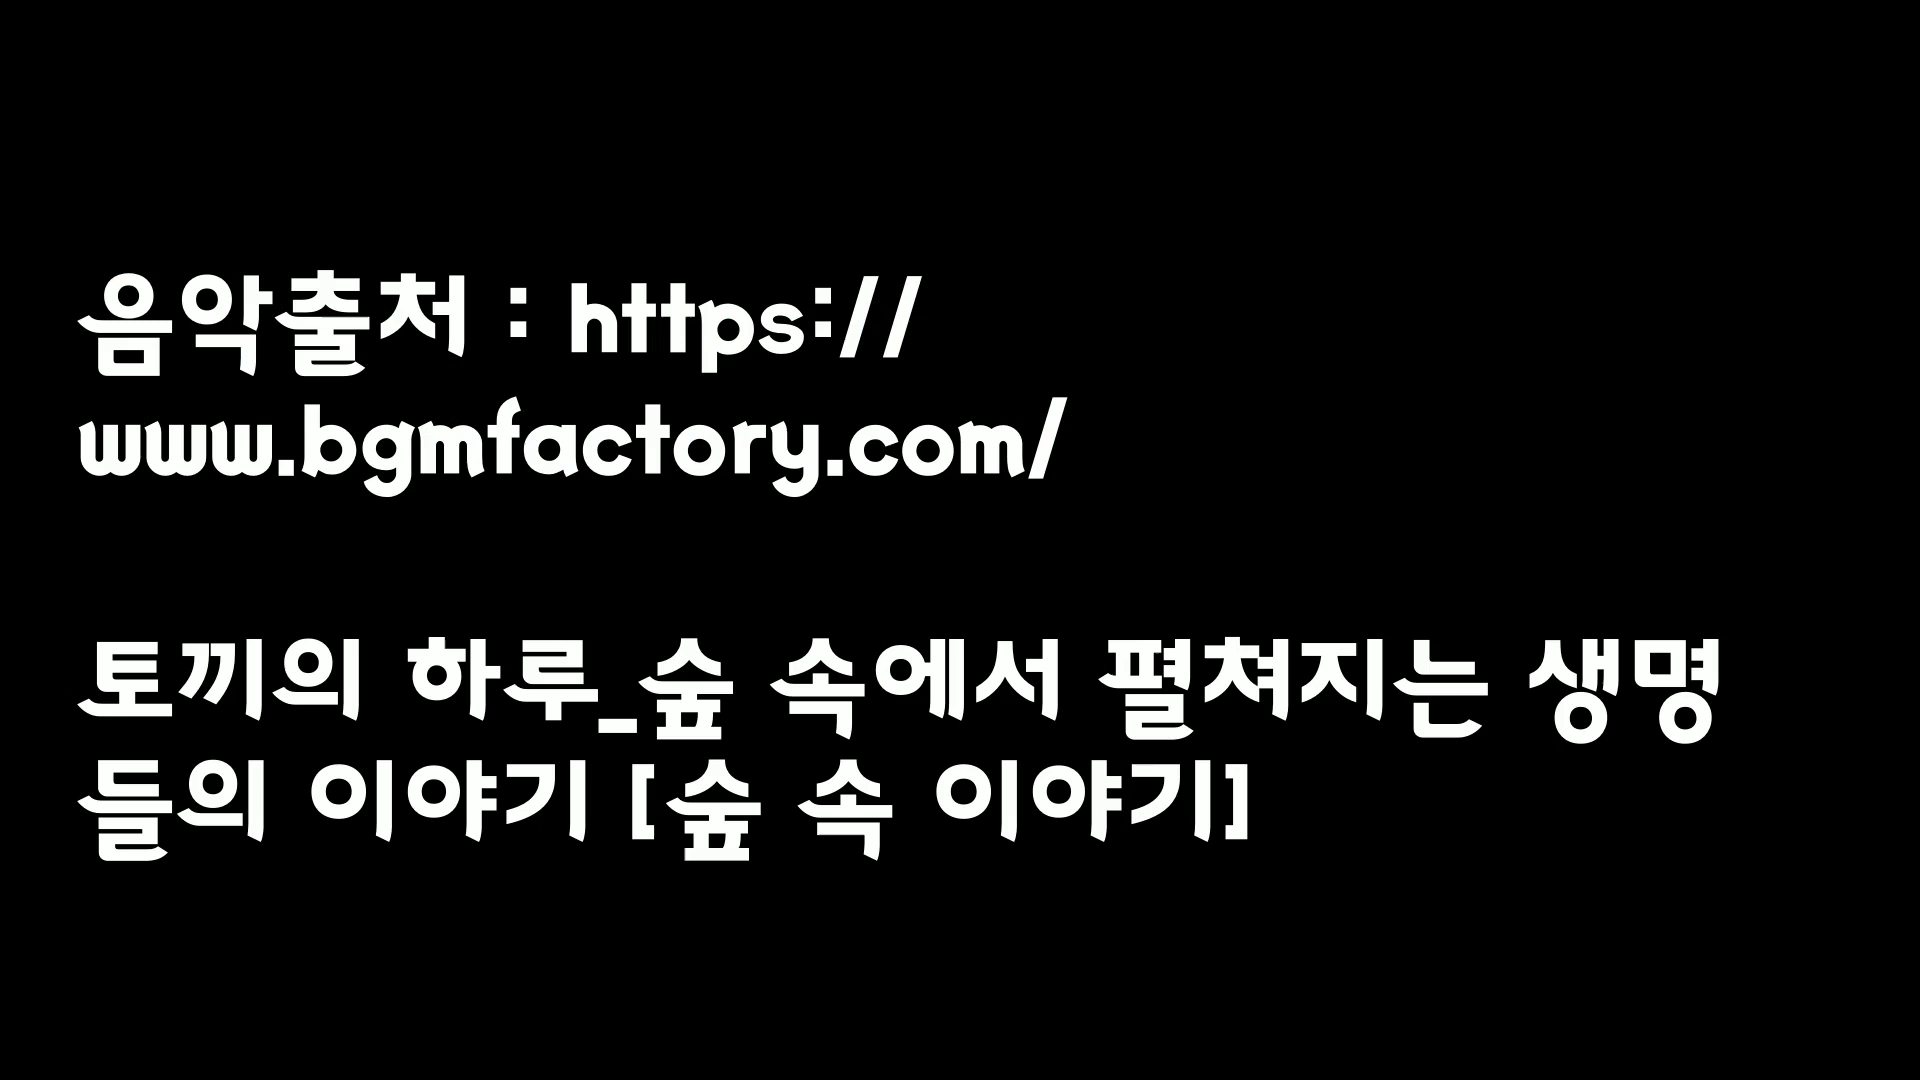 음악출처 : https://
www.bgmfactory.com/
토끼의 하루_숲 속에서 펼쳐지는 생명
들의 이야기 [숲 속 이야기]